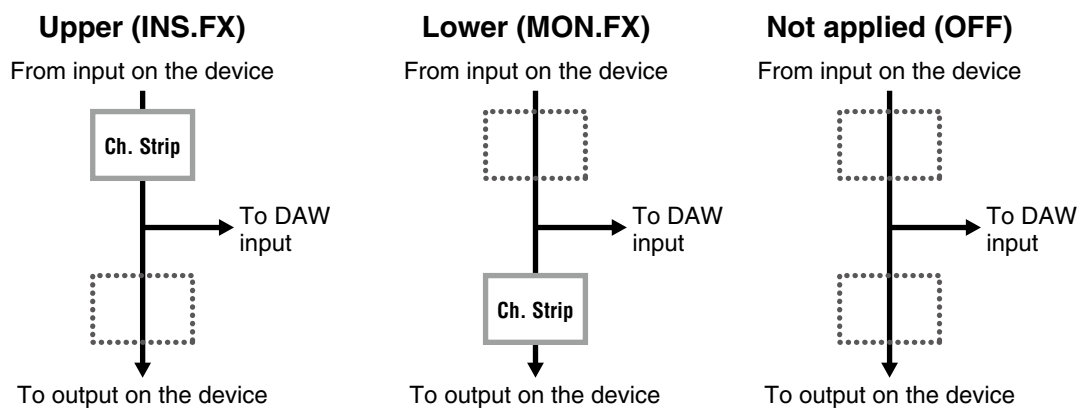 Upper (INS.FX)
From input on the device
Ch. Strip
To DAW
input
To output on the device
Lower (MON.FX)
From input on the device
To DAW
input
Ch. Strip
To output on the device
Not applied (OFF)
From input on the device
To DAW
input
To output on the device